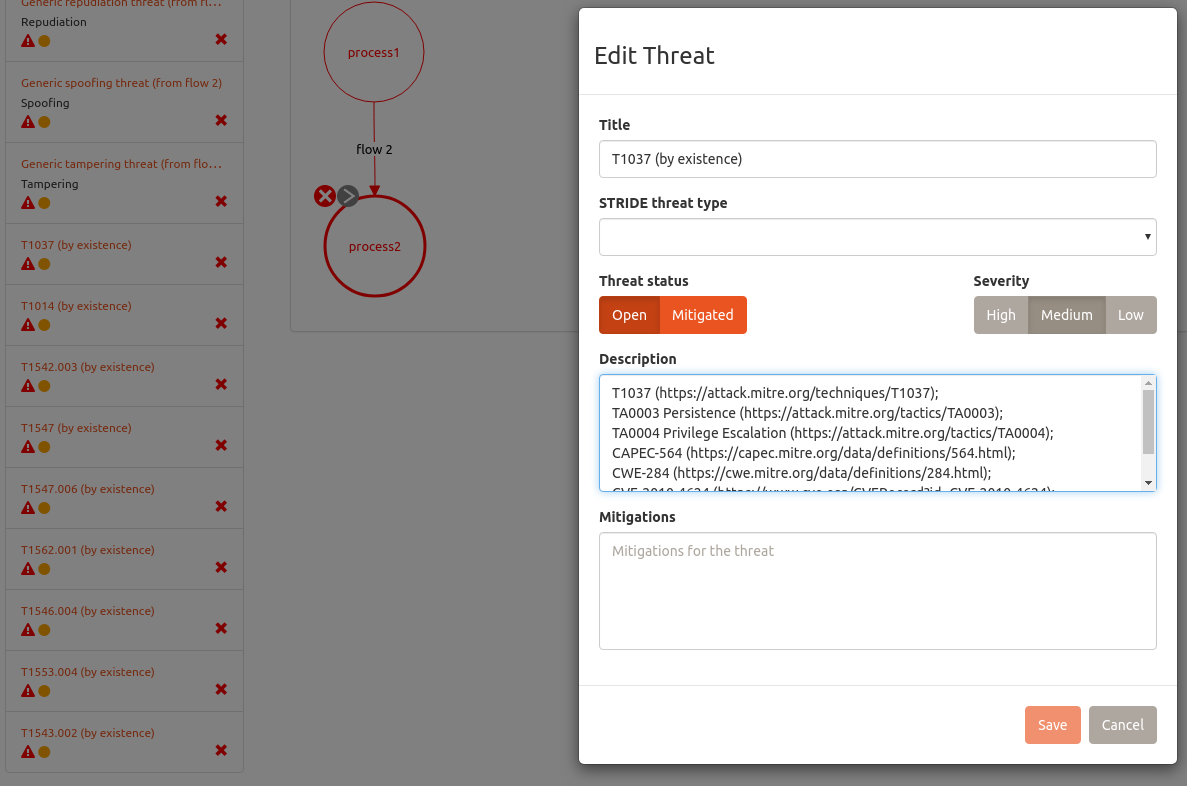 Generic repudiation threat (from fl...
Repudiation
Generic spoofing threat (from flow 2)
Spoofing
Generic tampering threat (from flo...
Tampering
T1037 (by existence)
T1014 (by existence)
T1542.003 (by existence)
T1547 (by existence)
T1547.006 (by existence)
T1562.001 (by existence)
T1546.004 (by existence)
T1553.004 (by existence)
T1543.002 (by existence)
process1
flow 2
process2
Edit Threat
Title
T1037 (by existence)
STRIDE threat type
Threat status
Open Mitigated
Severity
High Medium Low
Description
T1037 (https://attack.mitre.org/techniques/T1037);
TA0003 Persistence (https://attack.mitre.org/tactics/TA0003);
TA0004 Privilege Escalation (https://attack.mitre.org/tactics/TA0004);
CAPEC-564 (https://capec.mitre.org/data/definitions/564.html);
CWE-284 (https://cwe.mitre.org/data/definitions/284.html);
Mitigations
Mitigations for the threat
Save Cancel